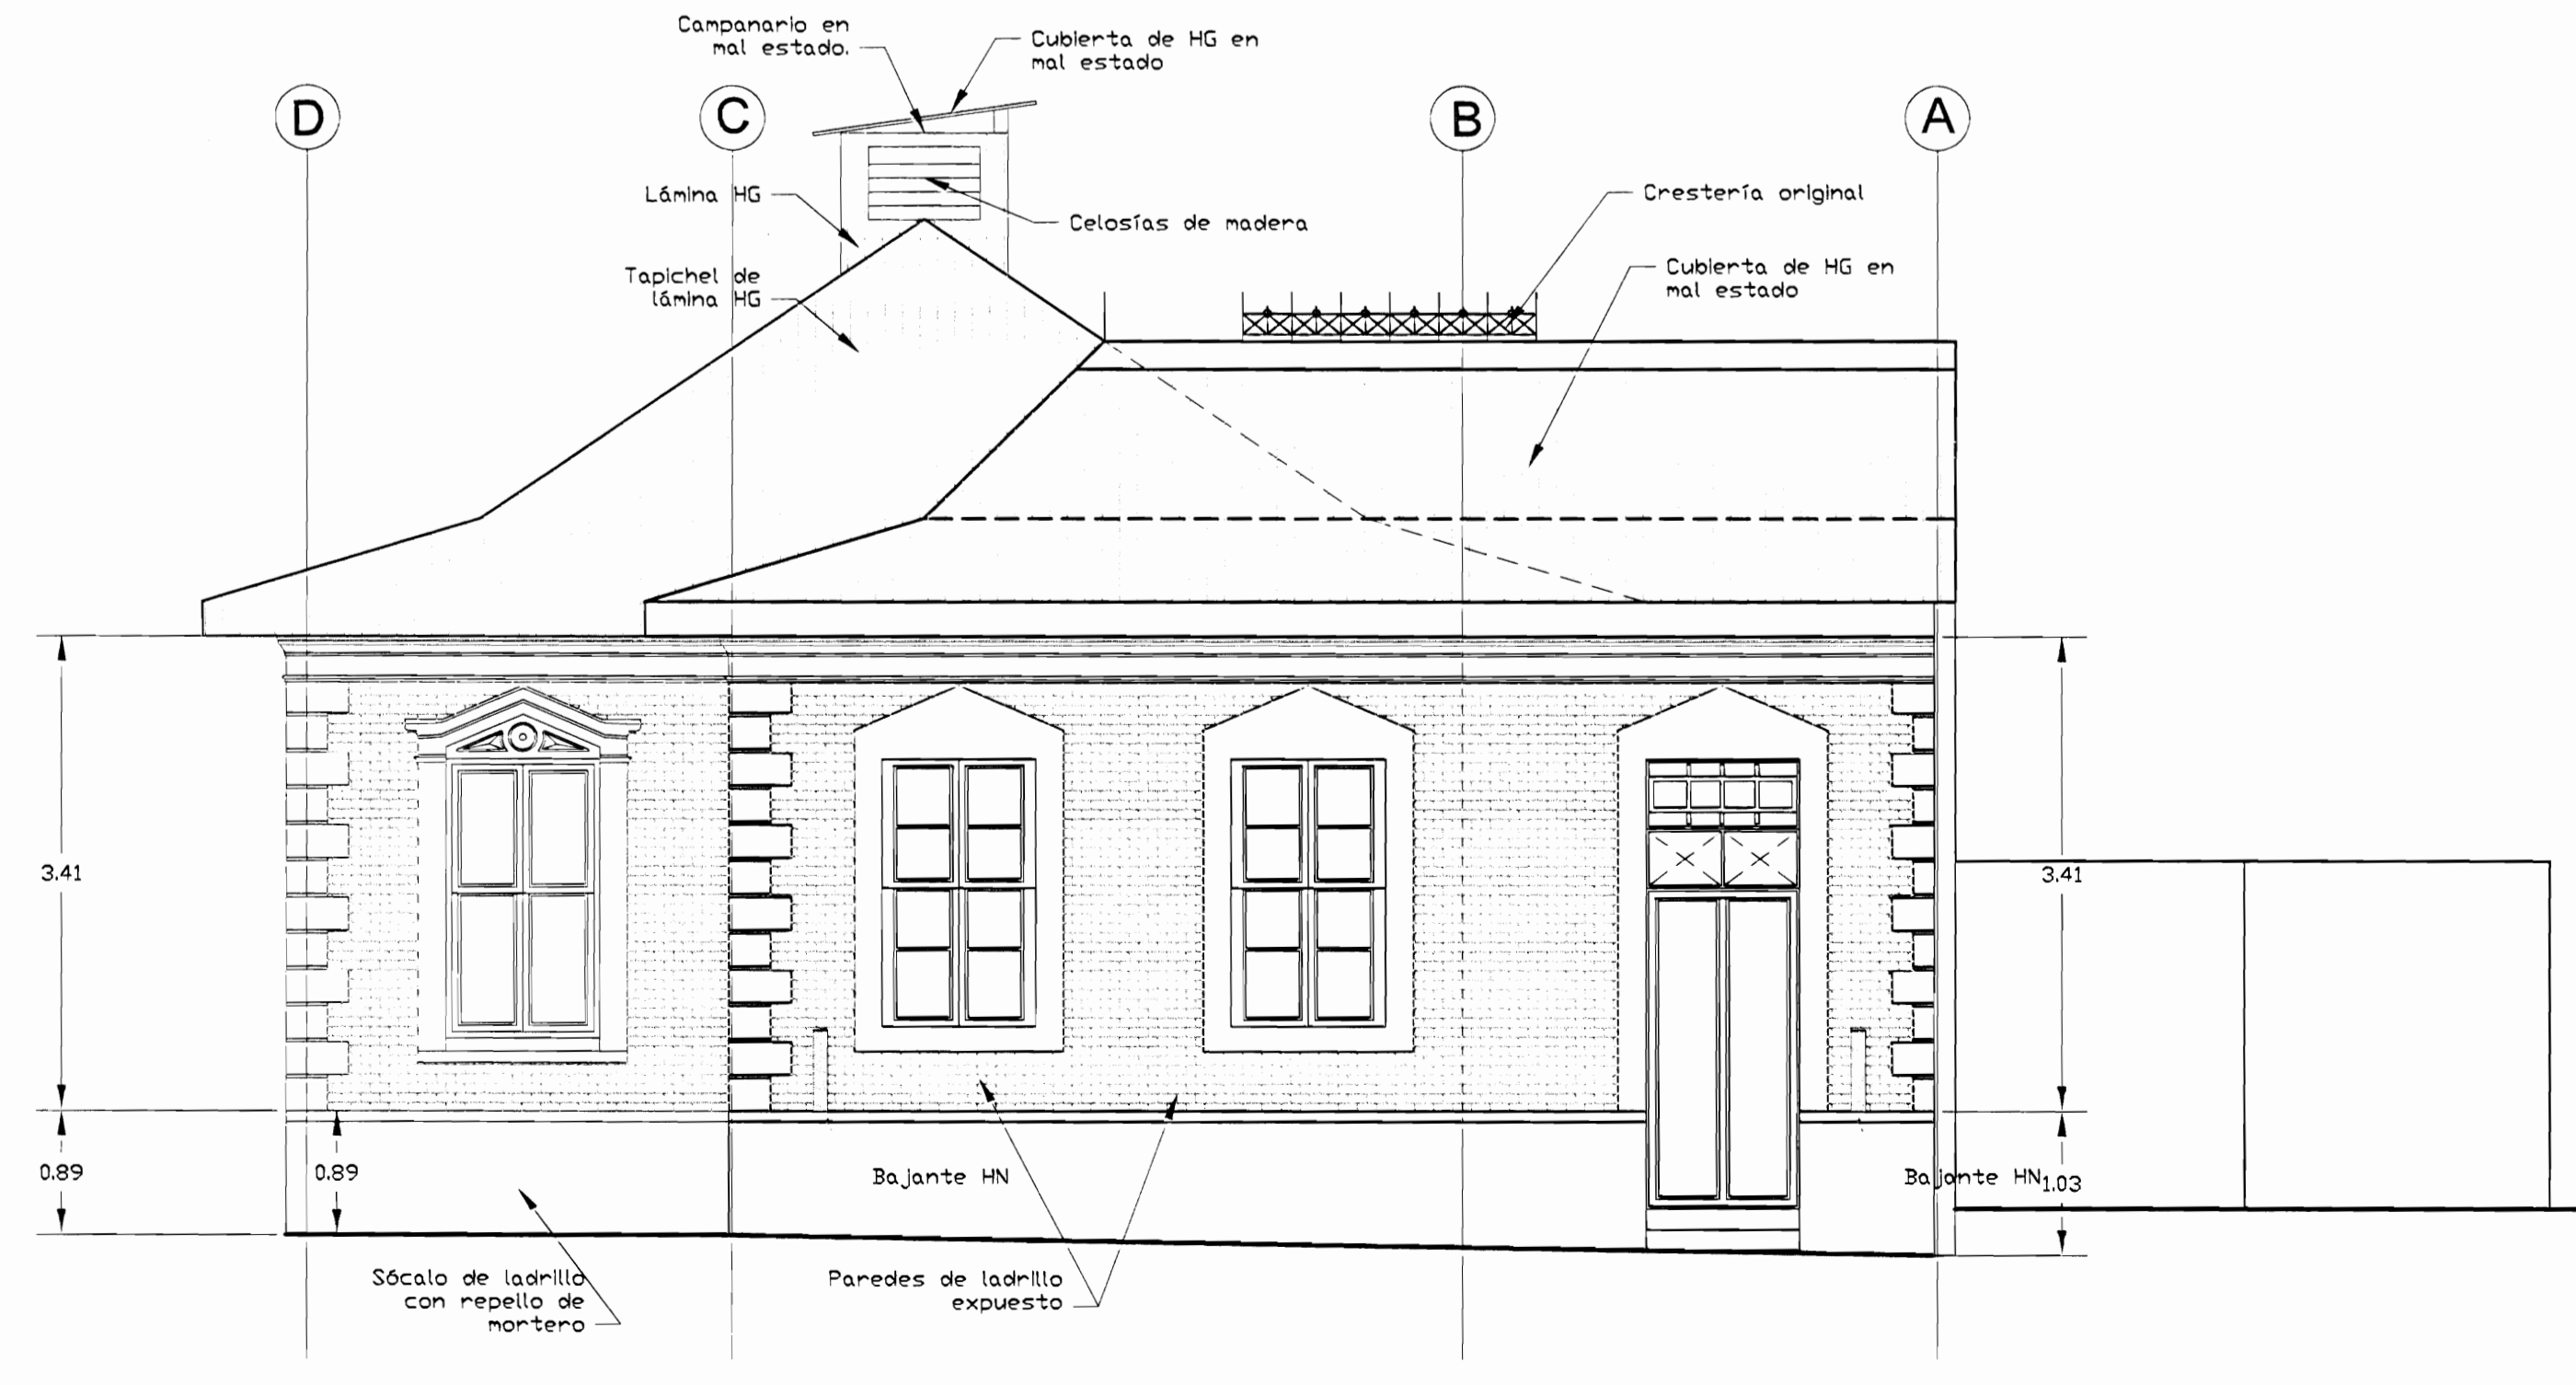 Campanario en
mal estado.
Cubierta de HG en
mal estado
D
C
B
A
Lámina HG
Celosías de madera
Crestería original
Tapichel de
lámina HG
Cubierta de HG en
mal estado
3.41
3.41
0.89
0.89
Bajante HN
Bajante HN
1.03
Sócalo de ladrillo
con repello de
mortero
Paredes de ladrillo
expuesto